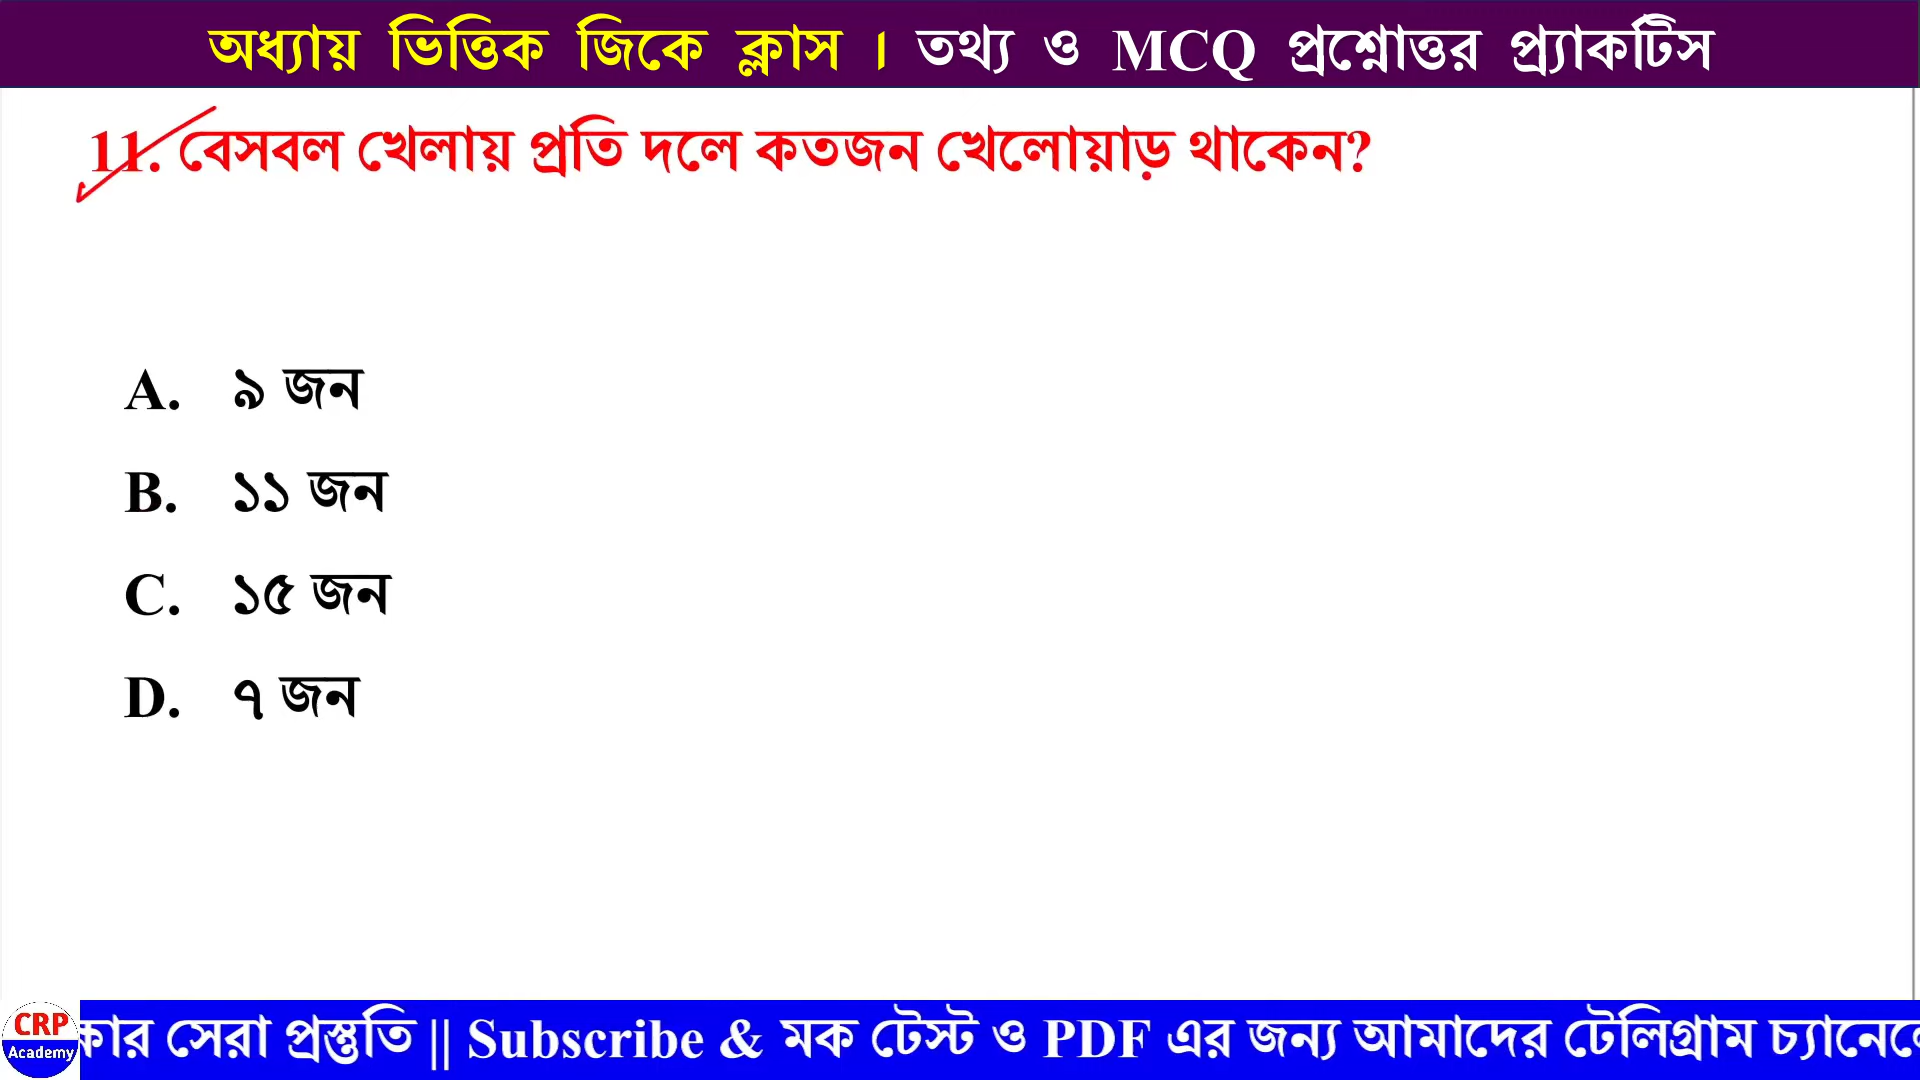 অধ্যায় ভিত্তিক জিকে ক্লাস । তথ্য ও MCQ প্রশ্নোত্তর প্র্যাকটিস
11. বেসবল খেলায় প্রতি দলে কতজন খেলোয়াড় থাকেন?
A. ৯ জন
B. ১১ জন
C. ১৫ জন
D. ৭ জন
CRP
Academy
সেরা প্রস্তুতি || Subscribe & মক টেস্ট ও PDF এর জন্য আমাদের টেলিগ্রাম